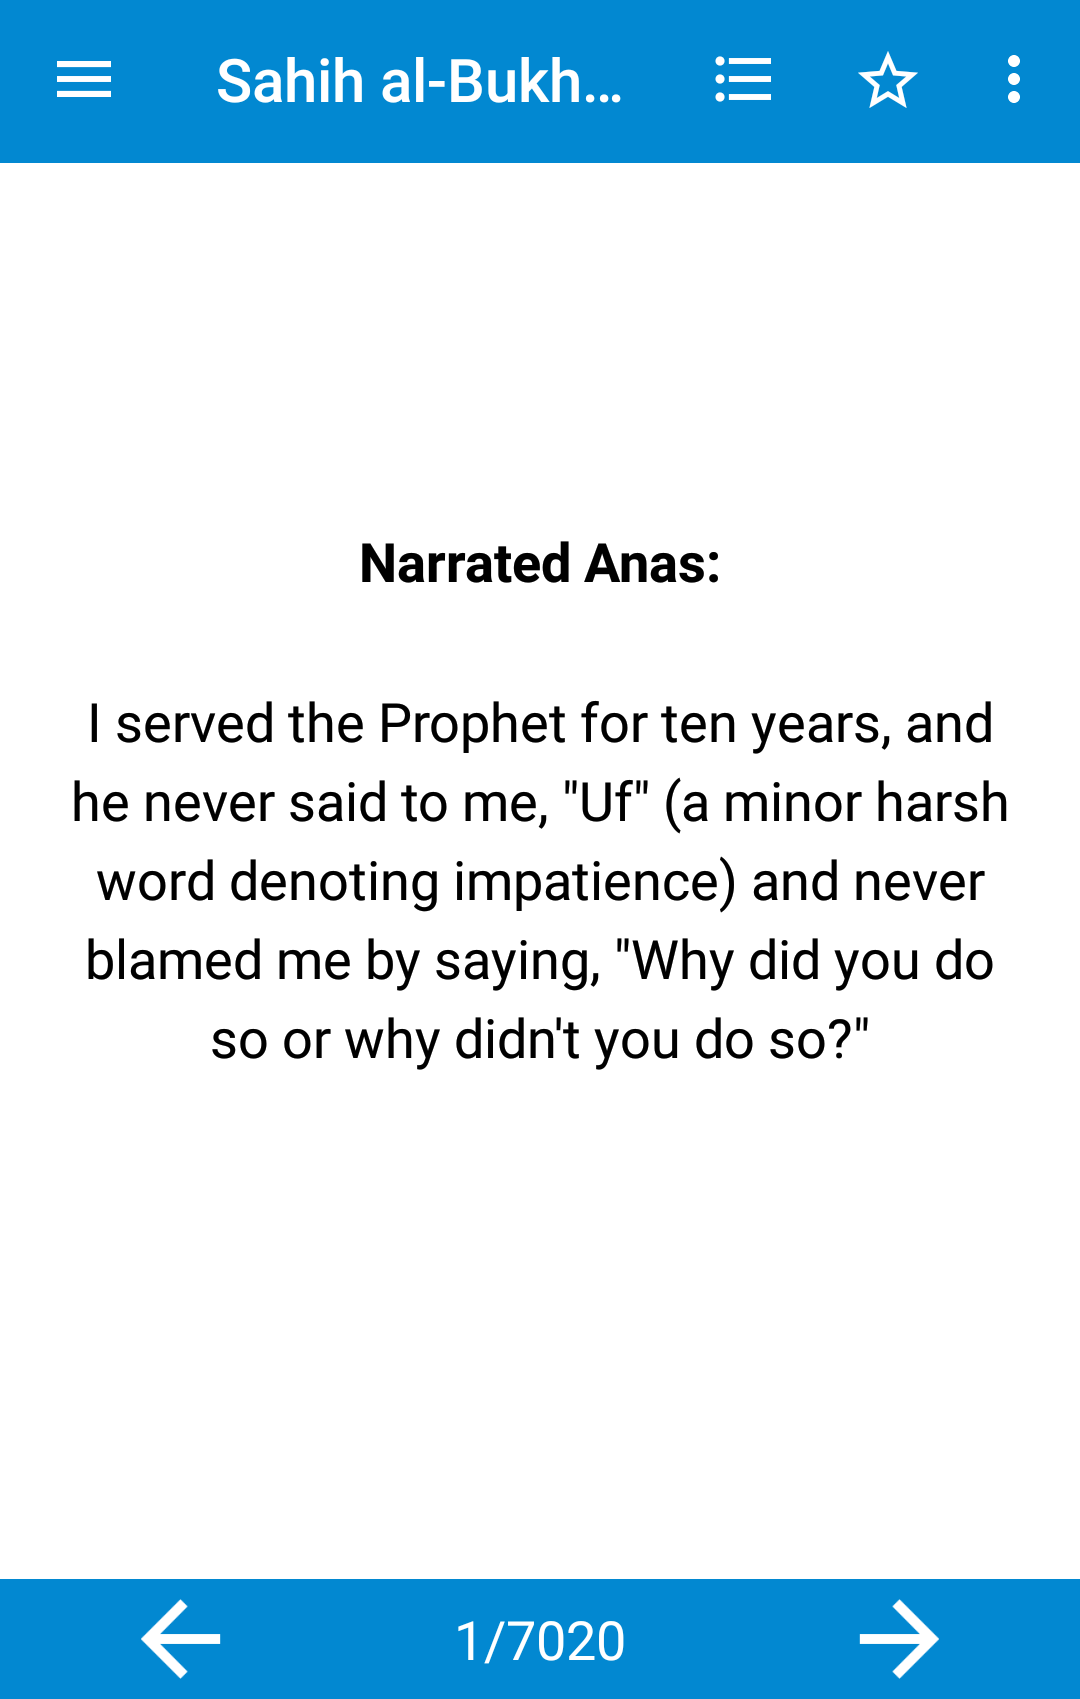 Sahih al-Bukh...
Narrated Anas:
I served the Prophet for ten years, and
he never said to me, "Uf" (a minor harsh
word denoting impatience) and never
blamed me by saying, "Why did you do
so or why didn't you do so?"
1/7020